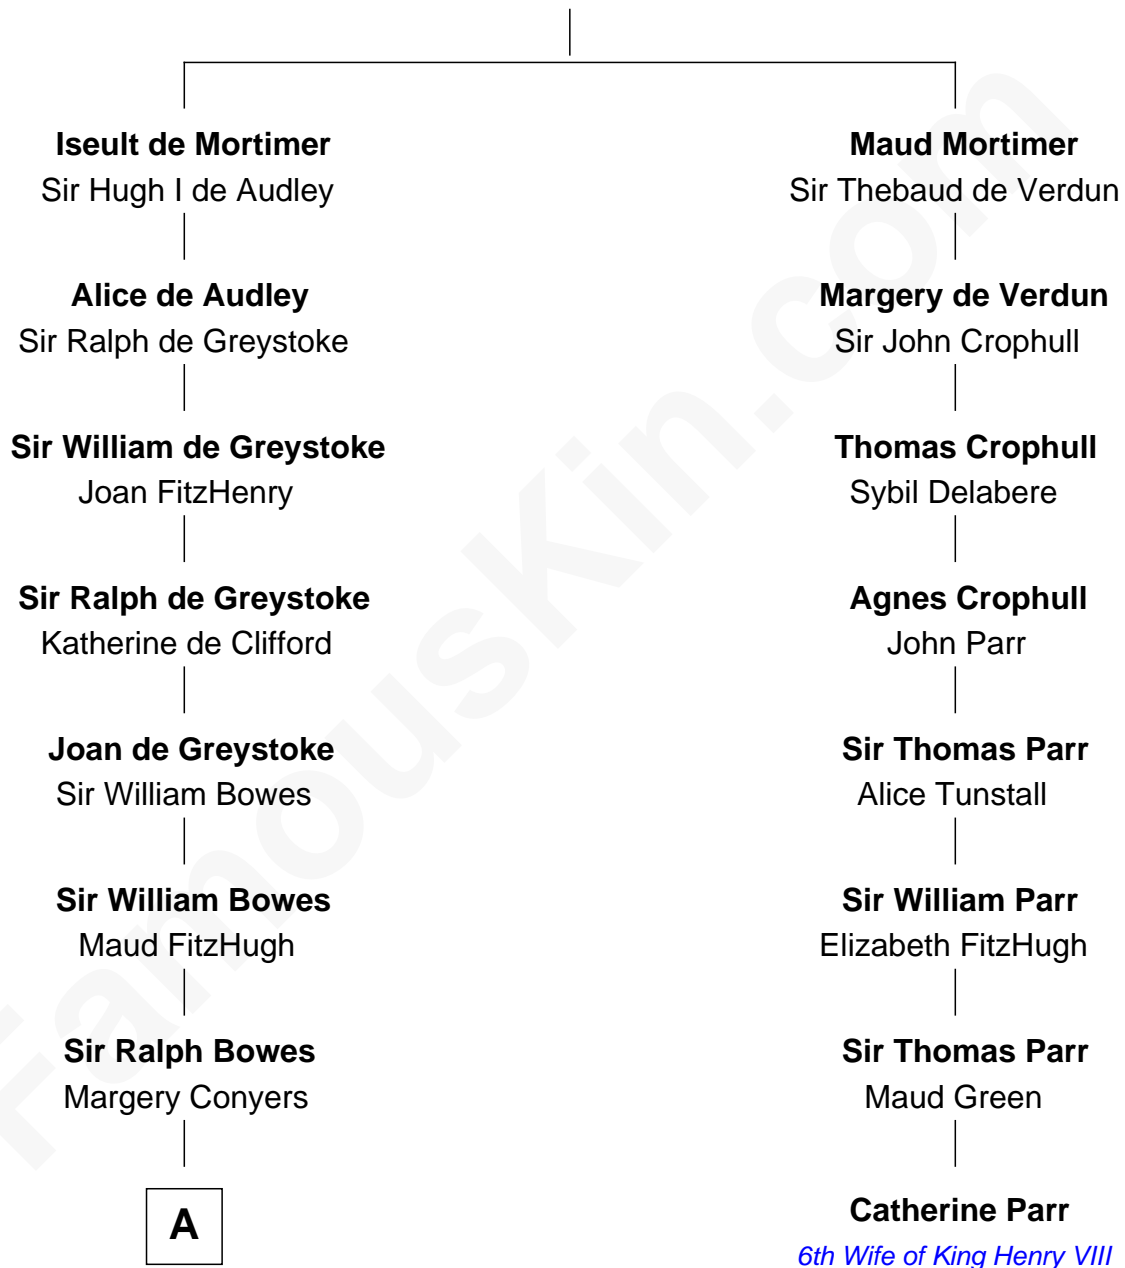 Iseult de Mortimer
Sir Hugh I de Audley
Alice de Audley
Sir Ralph de Greystoke
Sir William de Greystoke
Joan FitzHenry
Sir Ralph de Greystoke
Katherine de Clifford
Joan de Greystoke
Sir William Bowes
Sir William Bowes
Maud FitzHugh
Sir Ralph Bowes
Margery Conyers
A
Maud Mortimer
Sir Thebaud de Verdun
Margery de Verdun
Sir John Crophull
Thomas Crophull
Sybil Delabere
Agnes Crophull
John Parr
Sir Thomas Parr
Alice Tunstall
Sir William Parr
Elizabeth FitzHugh
Sir Thomas Parr
Maud Green
Catherine Parr
6th Wife of King Henry VIII
FamousKin.com